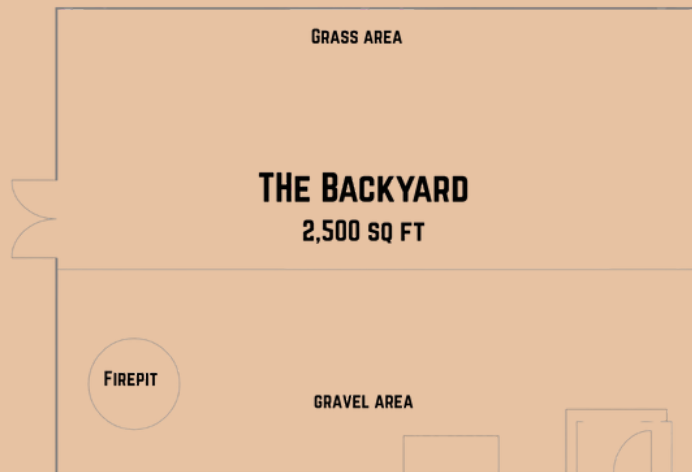 Grass area
THe Backyard
2,500 sq ft
Firepit
gravel area